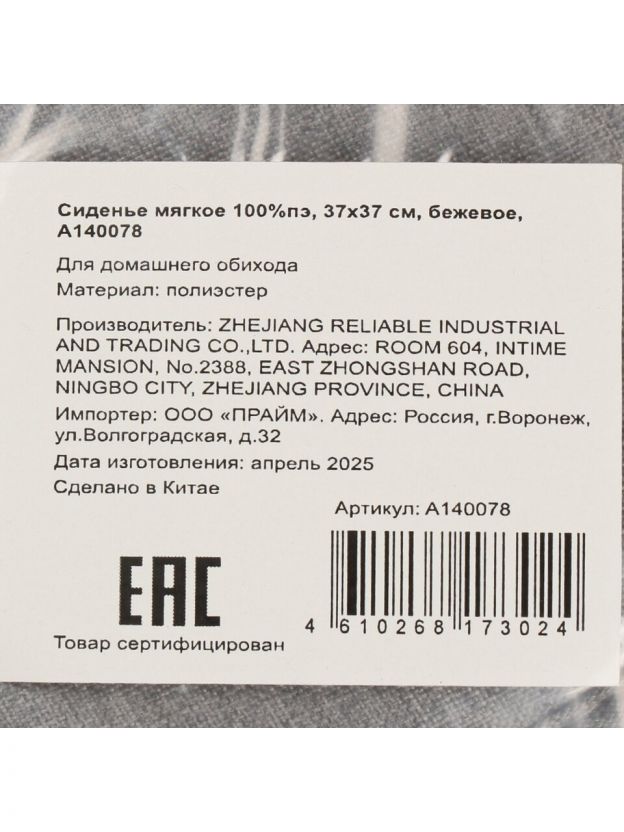 Сиденье мягкое 100%пэ, 37х37 см, бежевое,
А140078
Для домашнего обихода
Материал: полиэстер
Производитель: ZHEJIANG RELIABLE INDUSTRIAL
AND TRADING CO.,LTD. Адрес: ROOM 604, INTIME
MANSION, No.2388, EAST ZHONGSHAN ROAD,
NINGBO CITY, ZHEJIANG PROVINCE, CHINA
Импортер: ООО «ПРАЙМ». Адрес: Россия, г.Воронеж,
ул.Волгоградская, д.32
Дата изготовления: апрель 2025
Сделано в Китае
Артикул: А140078
EAC
Товар сертифицирован
4 610268 173024